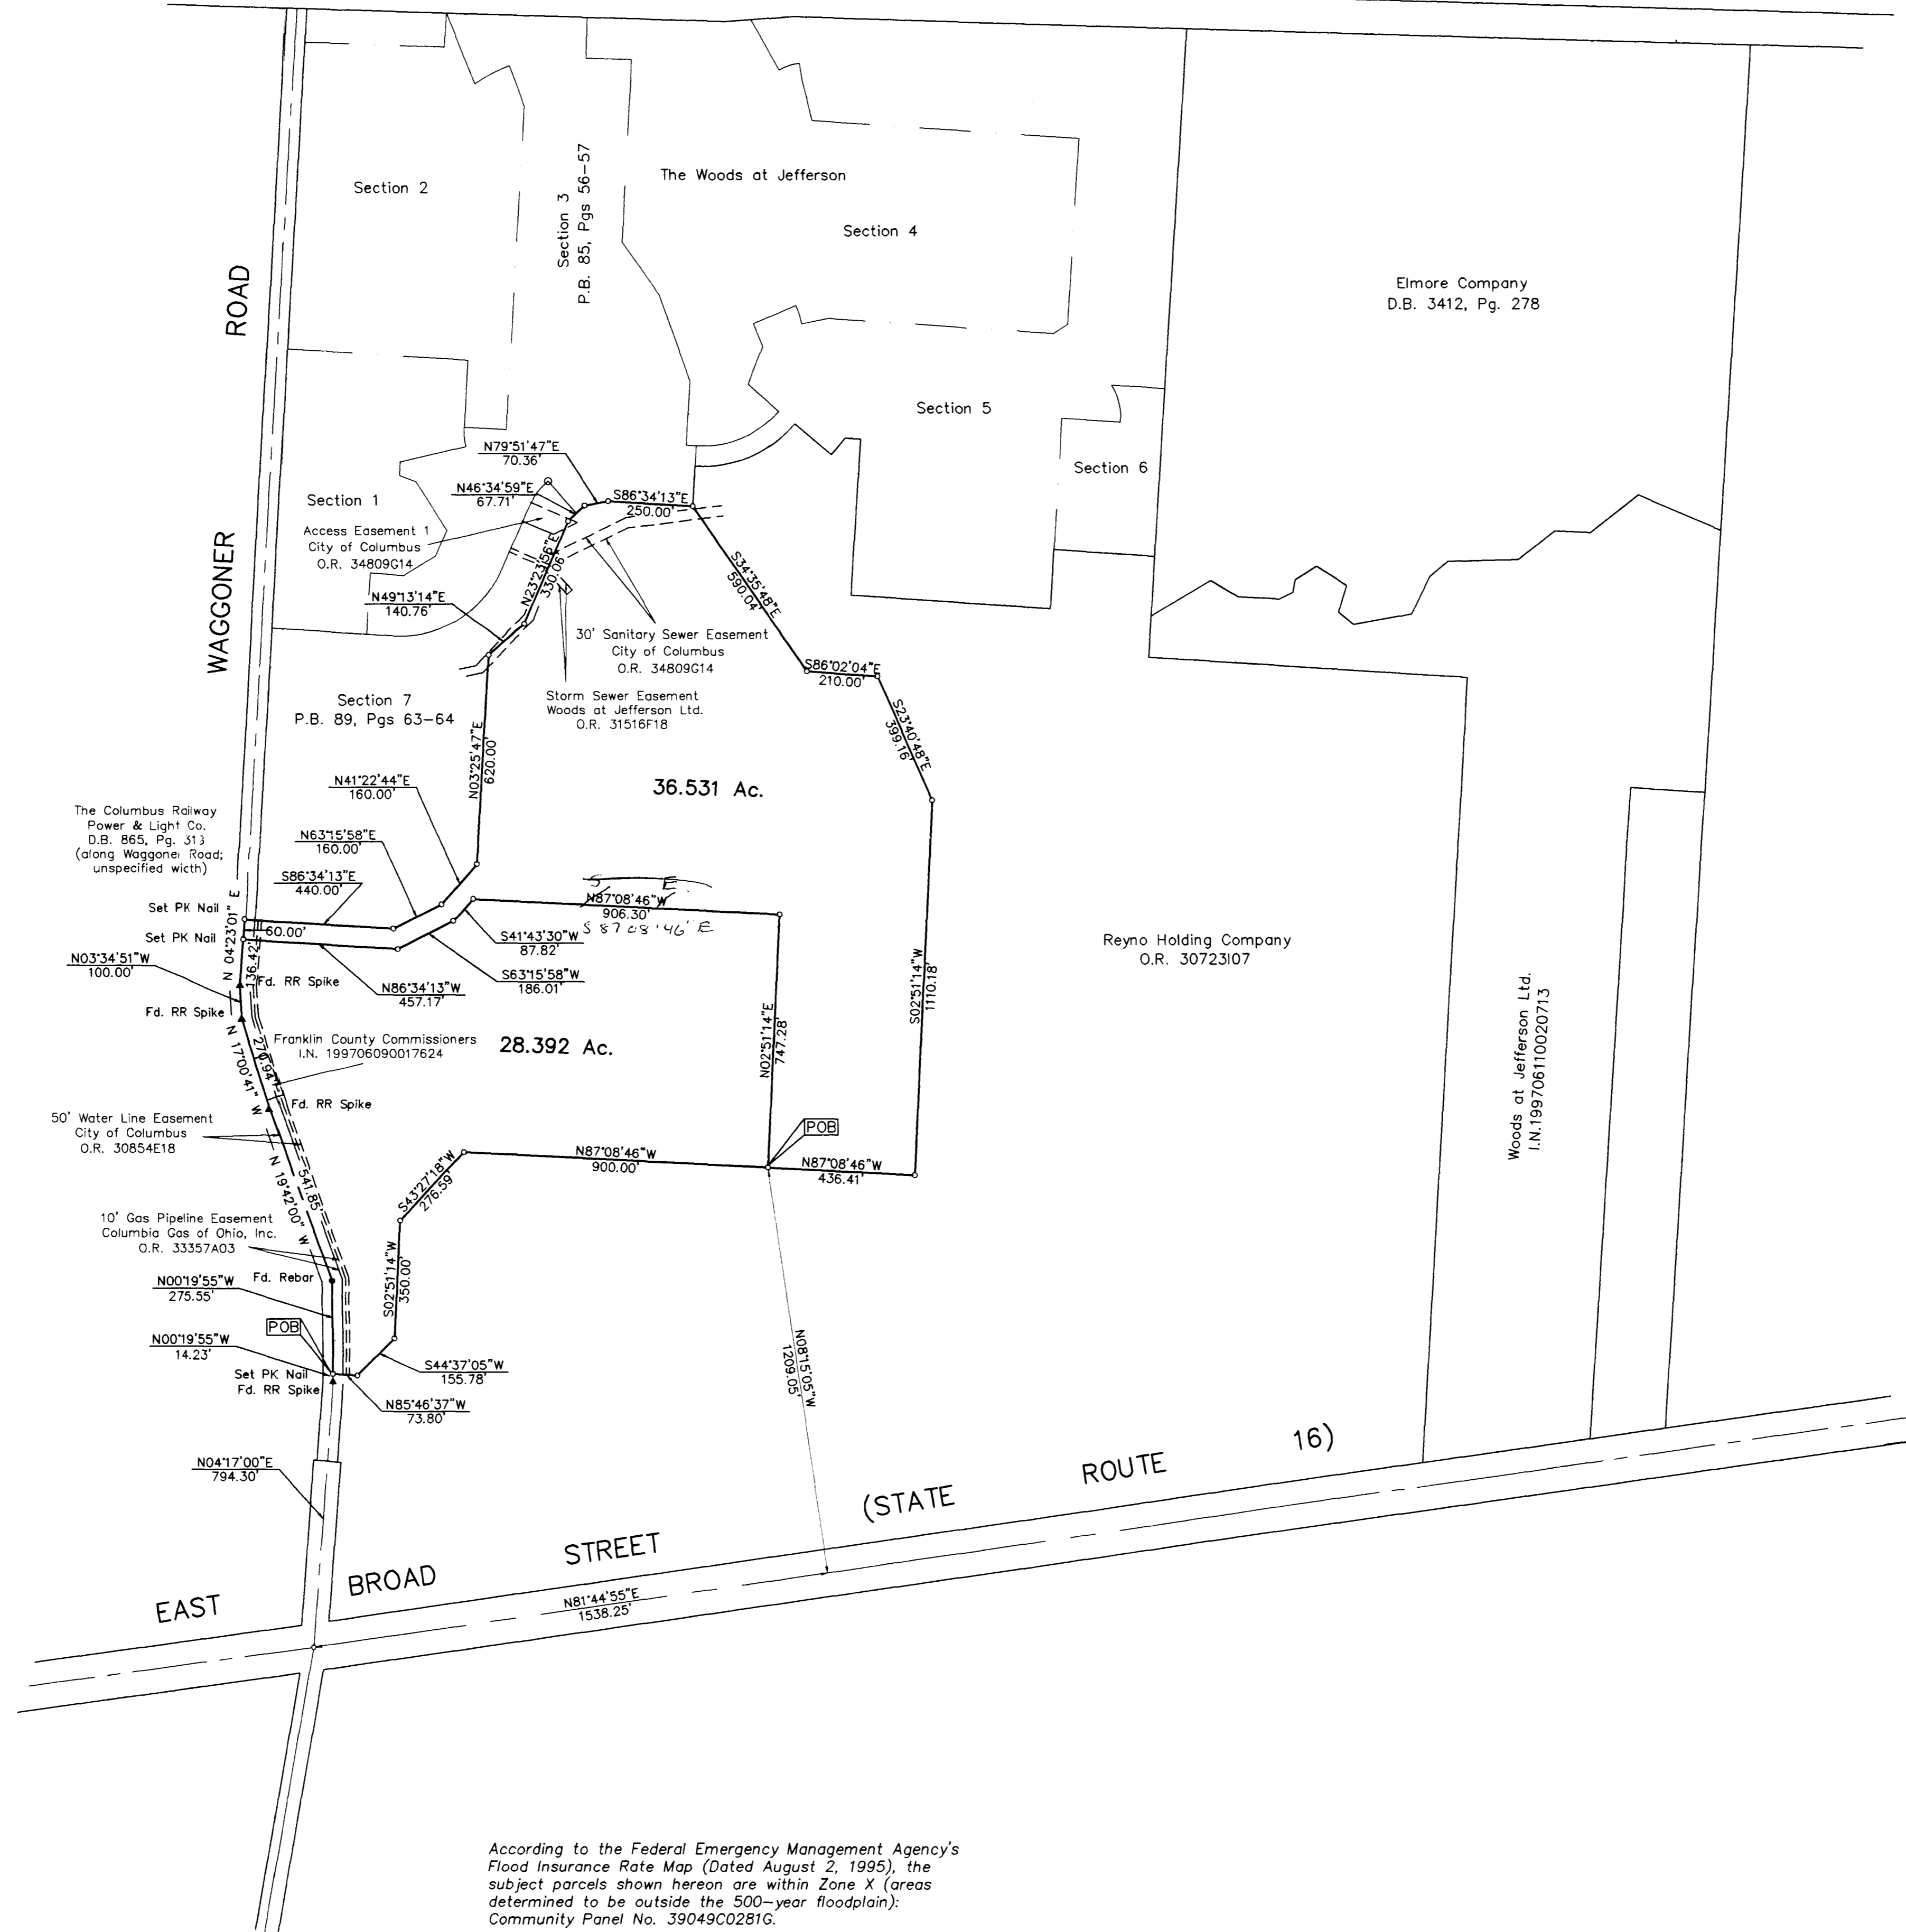 Section 2
Section 3
P.B. 85, Pgs 56-57
The Woods at Jefferson
Section 4
Elmore Company
D.B. 3412, Pg. 278
ROAD
WAGGONER
Section 5
Section 6
Section 1
N79°51'47"E
70.36'
N46°34'59"E
67.71'
S86°34'13"E
250.00'
Access Easement 1
City of Columbus
O.R. 34809G14
N23°23'56"E
330.06'
S34°35'48"E
590.04'
N49°13'14"E
140.76'
30' Sanitary Sewer Easement
City of Columbus
O.R. 34809G14
S86°02'04"E
210.00'
Storm Sewer Easement
Woods at Jefferson Ltd.
O.R. 31516F18
Section 7
P.B. 89, Pgs 63-64
S23°40'48"E
399.16'
N03°25'47"E
620.00'
36.531 Ac.
N41°22'44"E
160.00'
The Columbus Railway
Power & Light Co.
D.B. 865, Pg. 313
(along Waggoner Road;
unspecified width)
N63°15'58"E
160.00'
S86°34'13"E
440.00'
S E
N87°08'46"W
906.30'
S 87 08 '46" E
Set PK Nail
60.00'
Set PK Nail
N 04°23'01" E
136.42'
S41°43'30"W
87.82'
S63°15'58"W
186.01'
N86°34'13"W
457.17'
N03°34'51"W
100.00'
Fd. RR Spike
Fd. RR Spike
Reyno Holding Company
O.R. 30723I07
S02°51'14"W
1110.18'
N02°51'14"E
747.28'
Woods at Jefferson Ltd.
I.N.199706110020713
Franklin County Commissioners
I.N. 199706090017624
28.392 Ac.
N 17°00'41" W
270.94'
Fd. RR Spike
50' Water Line Easement
City of Columbus
O.R. 30854E18
POB
N87°08'46"W
900.00'
N87°08'46"W
436.41'
S43°27'18"W
276.59'
N 19°42'00" W
541.85'
10' Gas Pipeline Easement
Columbia Gas of Ohio, Inc.
O.R. 33357A03
S02°51'14"W
350.00'
N00°19'55"W
275.55'
Fd. Rebar
POB
N00°19'55"W
14.23'
Set PK Nail
Fd. RR Spike
S44°37'05"W
155.78'
N85°46'37"W
73.80'
N08°15'05"W
1209.05'
N04°17'00"E
794.30'
EAST BROAD STREET (STATE ROUTE 16)
N81°44'55"E
1538.25'
According to the Federal Emergency Management Agency's
Flood Insurance Rate Map (Dated August 2, 1995), the
subject parcels shown hereon are within Zone X (areas
determined to be outside the 500-year floodplain):
Community Panel No. 39049C0281G.